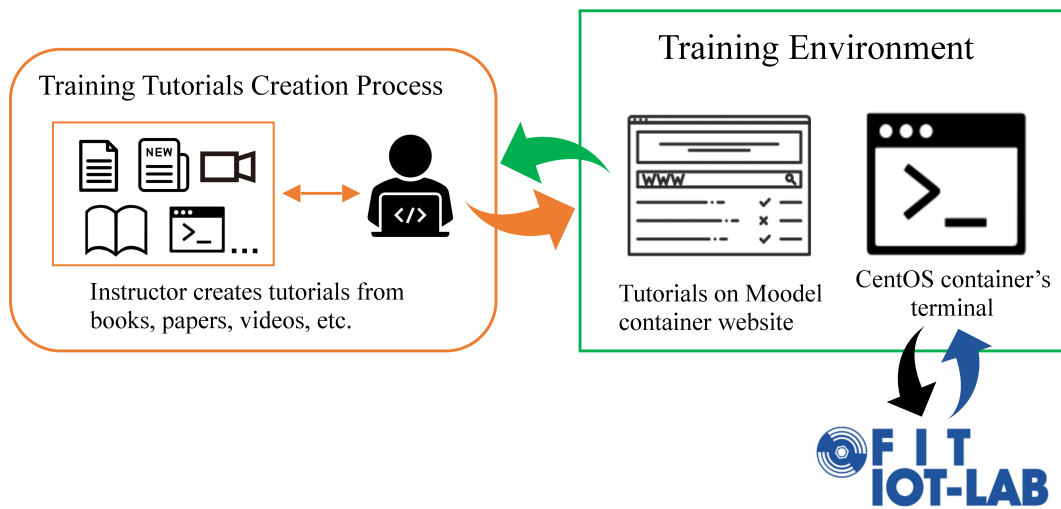 Training Tutorials Creation Process
NEW
</>
>_
...
Instructor creates tutorials from
books, papers, videos, etc.
Training Environment
WWW
>_
Tutorials on Moodel
container website
CentOS container’s
terminal
FIT
IOT-LAB